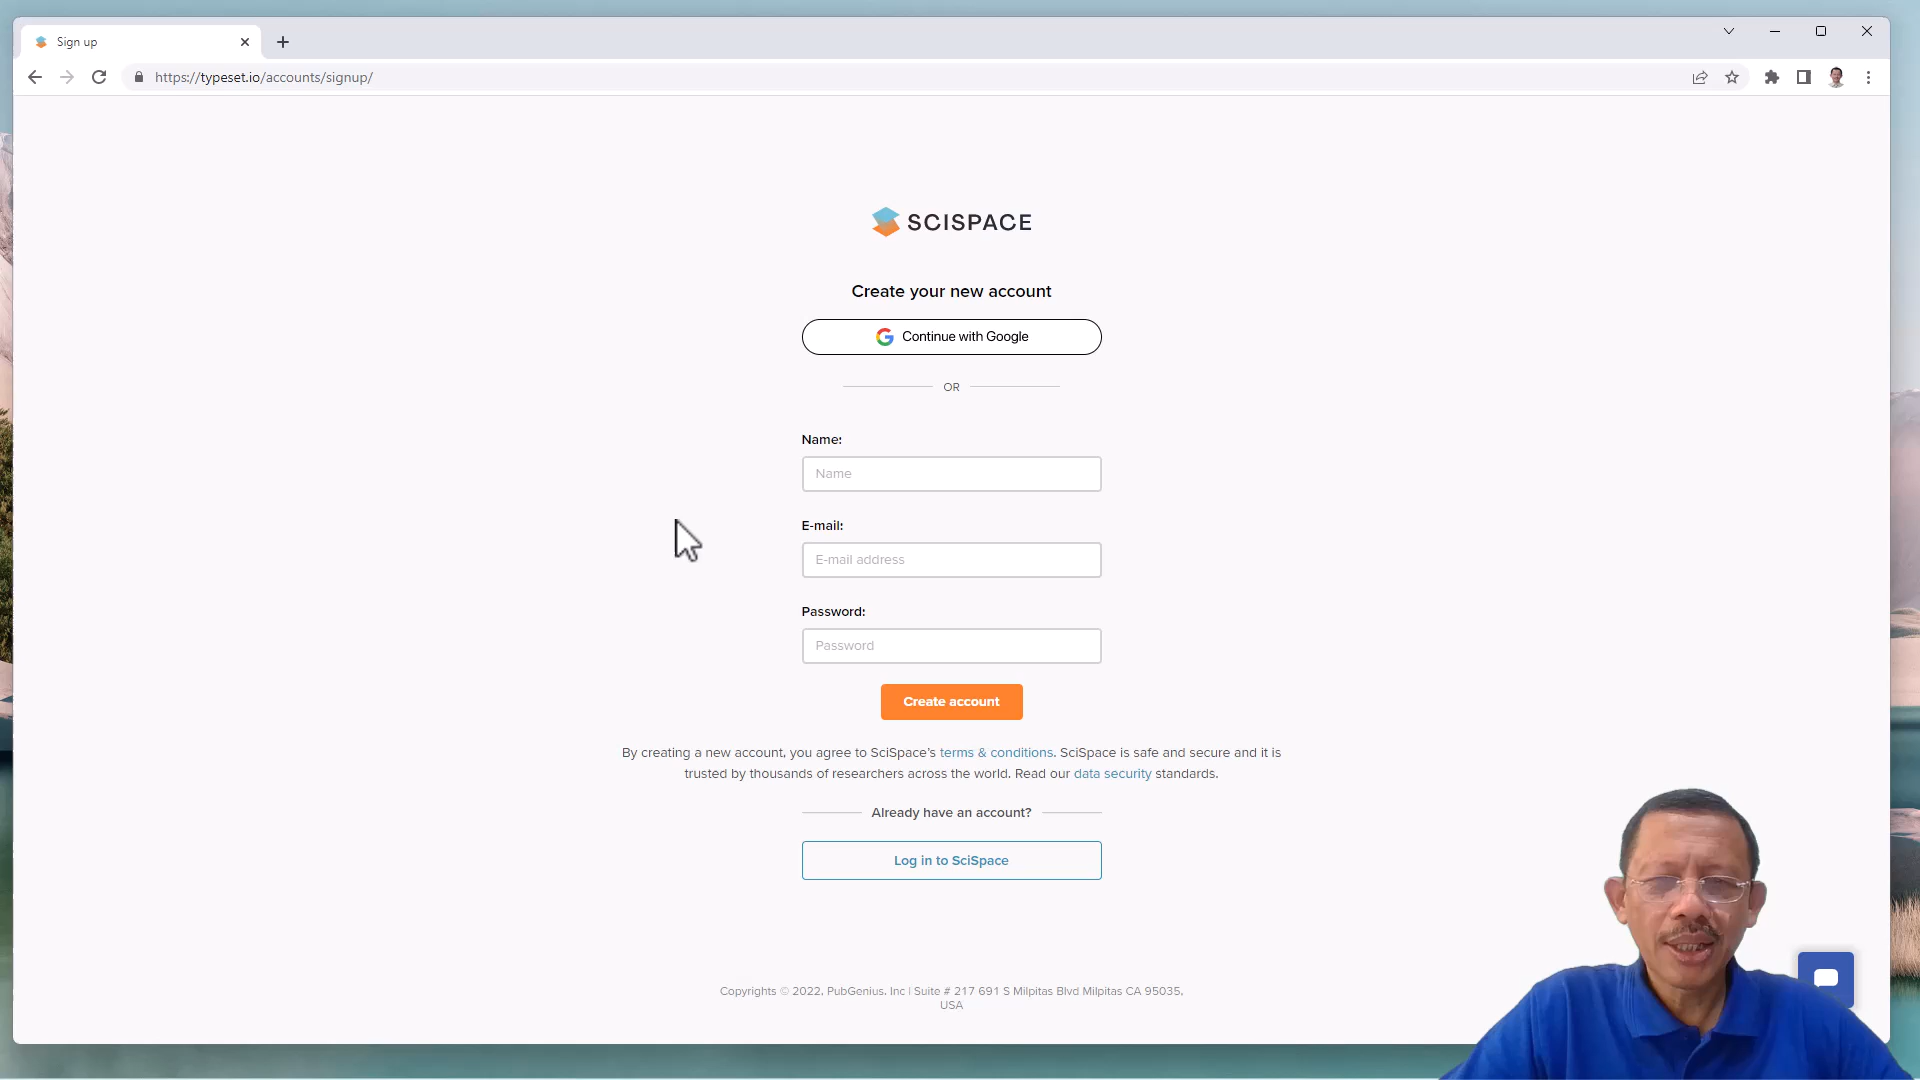 Sign up
https://typeset.io/accounts/signup/
SCISPACE
Create your new account
Continue with Google
OR
Name:
Name
E-mail:
E-mail address
Password:
Password
Create account
By creating a new account, you agree to SciSpace's terms & conditions. SciSpace is safe and secure and it is
trusted by thousands of researchers across the world. Read our data security standards.
Already have an account?
Log in to SciSpace
Copyrights © 2022, PubGenius, Inc | Suite # 217 691 S Milpitas Blvd Milpitas CA 95035,
USA